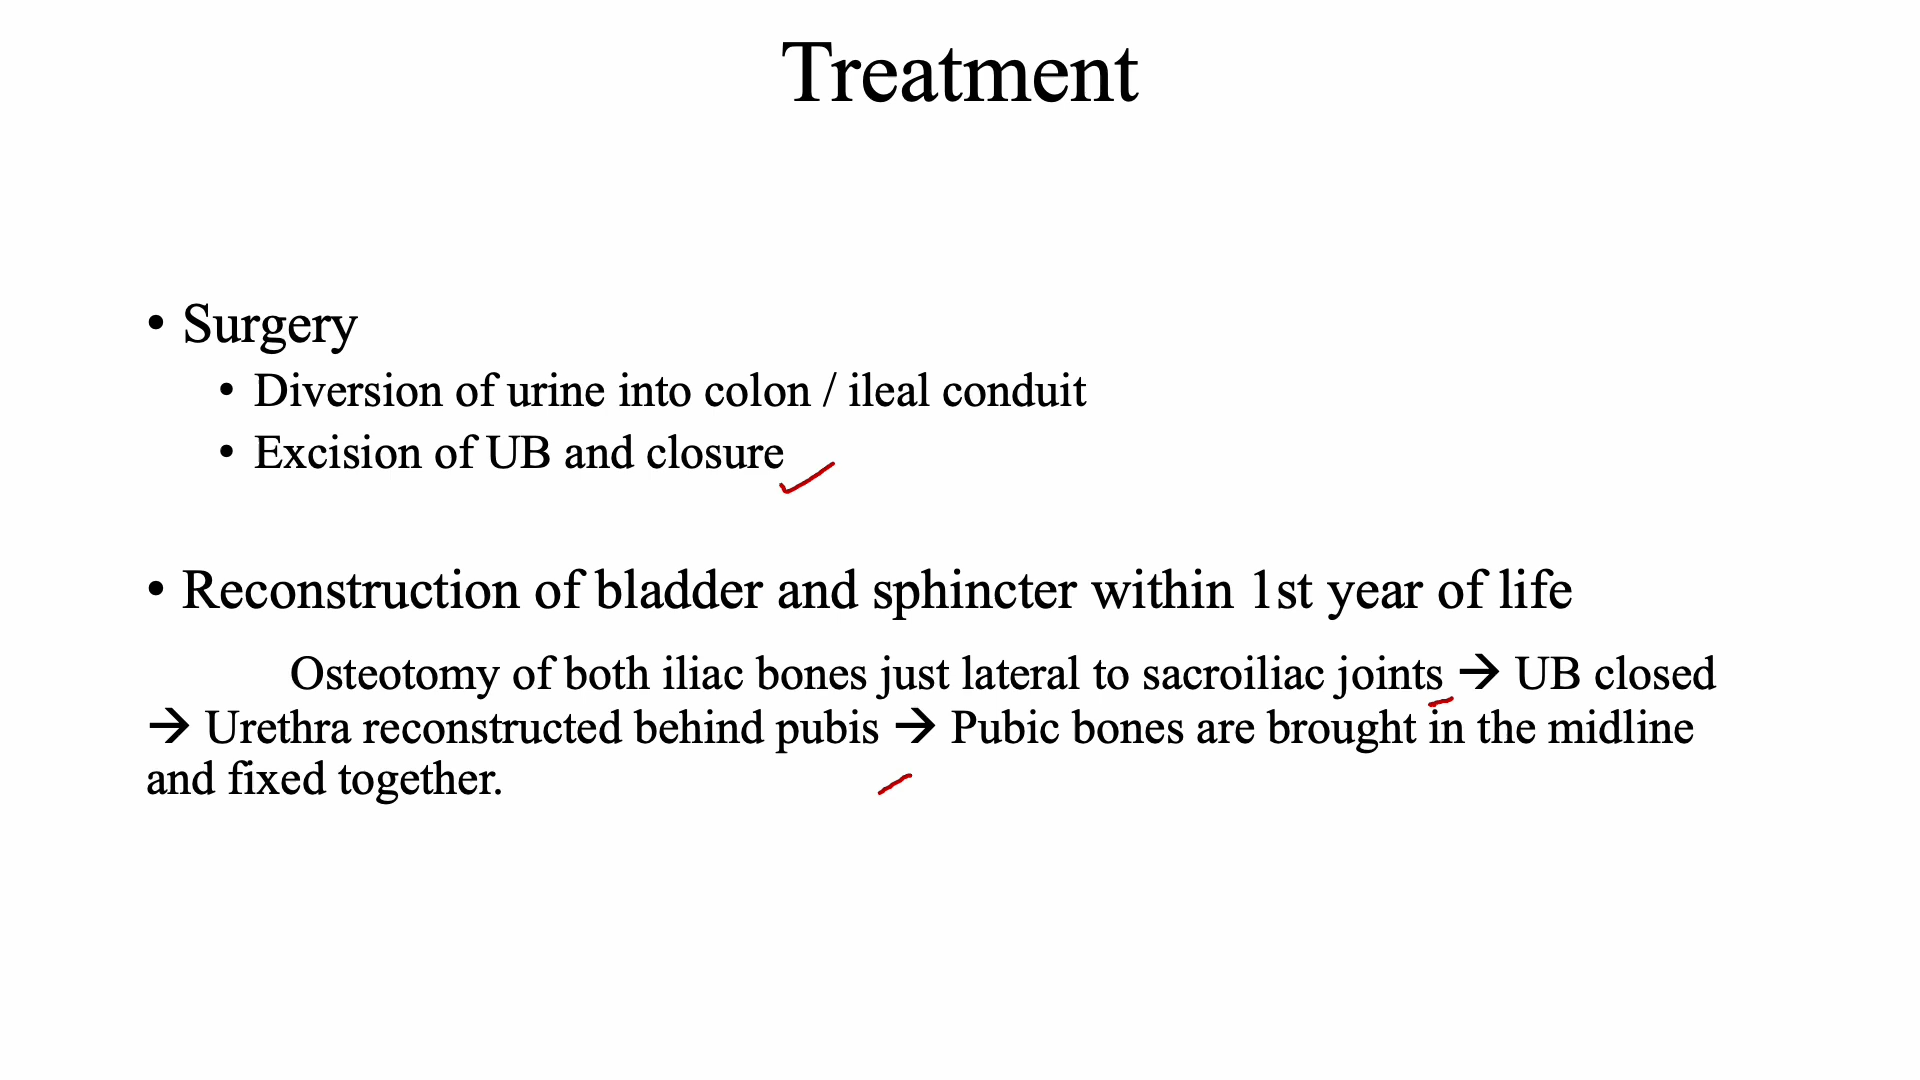 Treatment
• Surgery
• Diversion of urine into colon / ileal conduit
• Excision of UB and closure
• Reconstruction of bladder and sphincter within 1st year of life
Osteotomy of both iliac bones just lateral to sacroiliac joints → UB closed
→ Urethra reconstructed behind pubis → Pubic bones are brought in the midline
and fixed together.